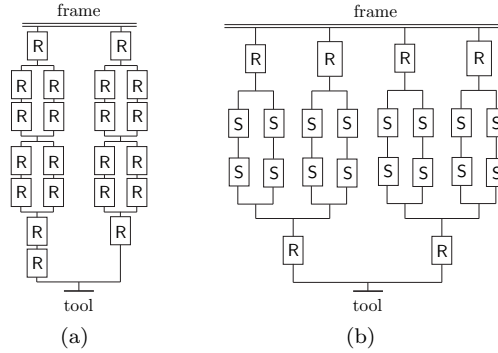 frame frame
R R R R R R
R R R R
R R R R S S S S S S S S
R R R R
R R R R S S S S S S S S
R R
R R R
tool tool
(a) (b)